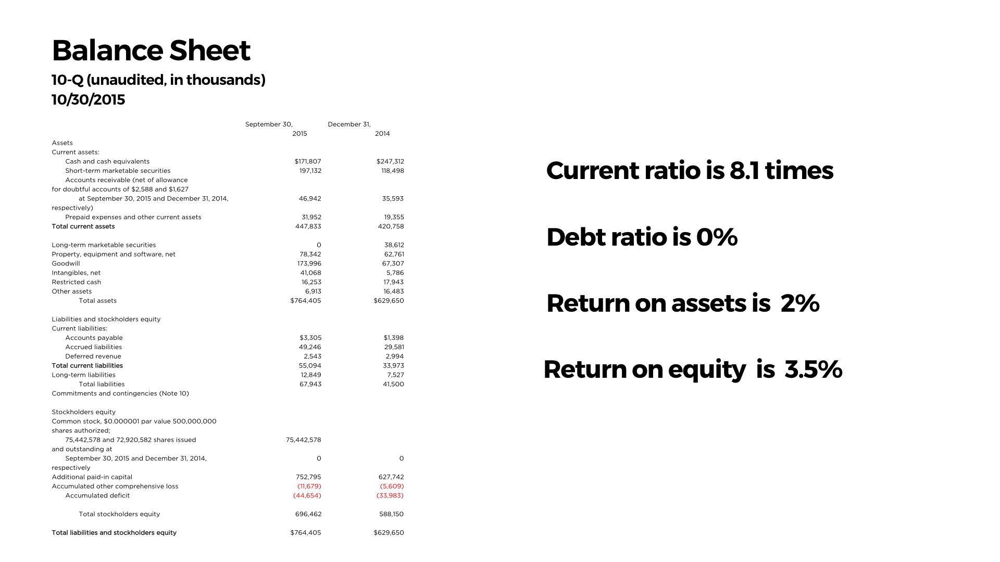 Balance Sheet
10-Q (unaudited, in thousands)
10/30/2015
September 30, December 31,
2015 2014
Assets
Current assets:
Cash and cash equivalents $171,807 $247,312
Short-term marketable securities 197,132 118,498
Accounts receivable (net of allowance
for doubtful accounts of $2,588 and $1,627
at September 30, 2015 and December 31, 2014, 46,942 35,593
respectively)
Prepaid expenses and other current assets 31,952 19,355
Total current assets 447,833 420,758
Long-term marketable securities 0 38,612
Property, equipment and software, net 78,342 62,761
Goodwill 173,996 67,307
Intangibles, net 41,068 5,786
Restricted cash 16,253 17,943
Other assets 6,913 16,483
Total assets $764,405 $629,650
Liabilities and stockholders equity
Current liabilities:
Accounts payable $3,305 $1,398
Accrued liabilities 49,246 29,581
Deferred revenue 2,543 2,994
Total current liabilities 55,094 33,973
Long-term liabilities 12,849 7,527
Total liabilities 67,943 41,500
Commitments and contingencies (Note 10)
Stockholders equity
Common stock, $0.000001 par value 500,000,000
shares authorized;
75,442,578 and 72,920,582 shares issued 75,442,578
and outstanding at
September 30, 2015 and December 31, 2014, 0 0
respectively
Additional paid-in capital 752,795 627,742
Accumulated other comprehensive loss (11,679) (5,609)
Accumulated deficit (44,654) (33,983)
Total stockholders equity 696,462 588,150
Total liabilities and stockholders equity $764,405 $629,650
Current ratio is 8.1 times
Debt ratio is 0%
Return on assets is 2%
Return on equity is 3.5%